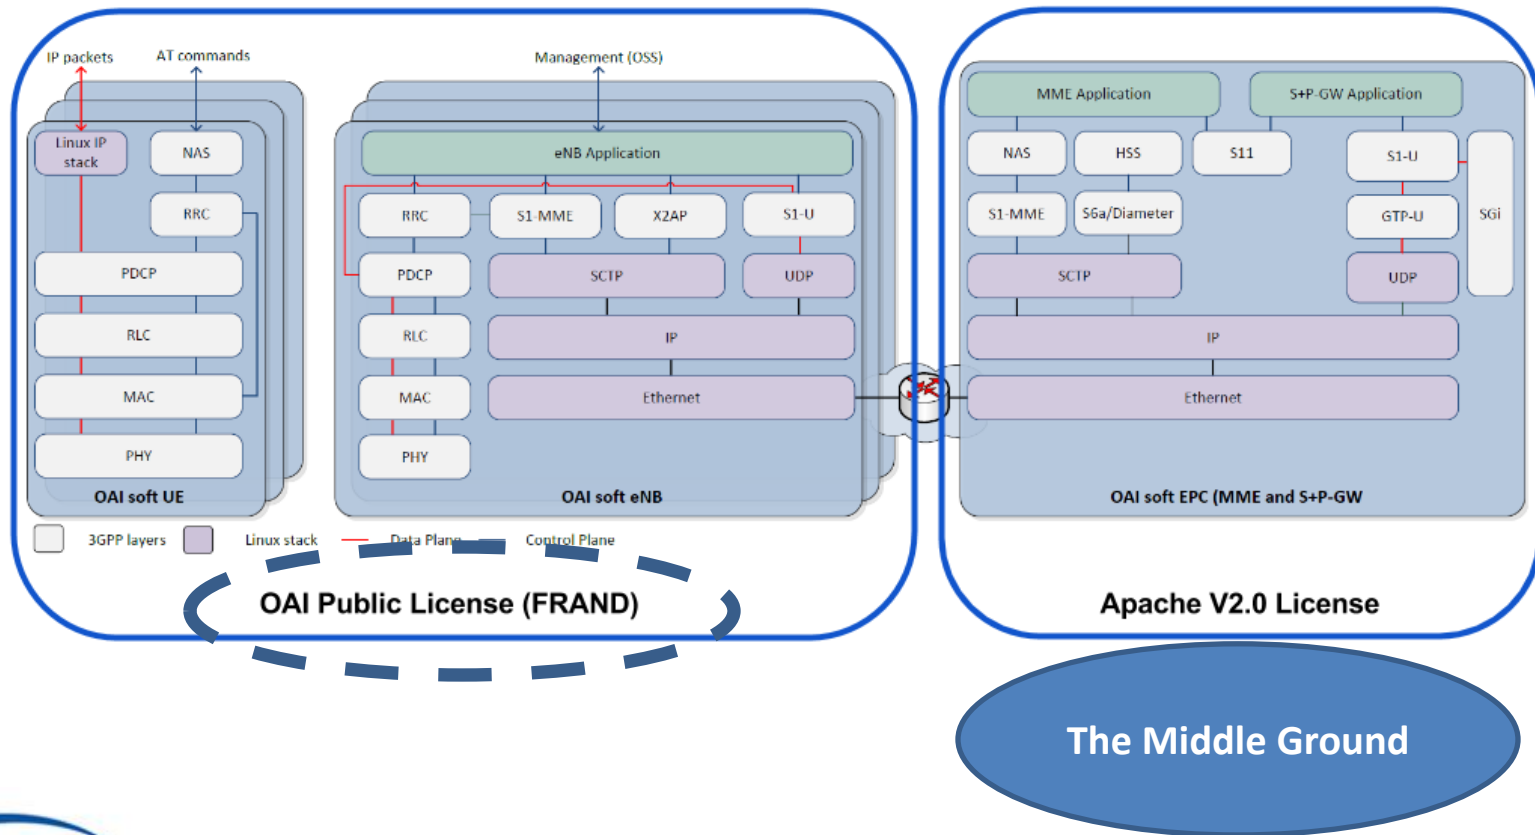 IP packets
AT commands
Linux IP
stack
NAS
RRC
PDCP
RLC
MAC
PHY
OAI soft UE
Management (OSS)
eNB Application
RRC
S1-MME
X2AP
S1-U
PDCP
SCTP
UDP
RLC
IP
MAC
Ethernet
PHY
OAI soft eNB
MME Application
S+P-GW Application
NAS
HSS
S11
S1-U
S1-MME
S6a/Diameter
GTP-U
SGi
SCTP
UDP
IP
Ethernet
OAI soft EPC (MME and S+P-GW
3GPP layers
Linux stack
Data Plane
Control Plane
OAI Public License (FRAND)
Apache V2.0 License
The Middle Ground